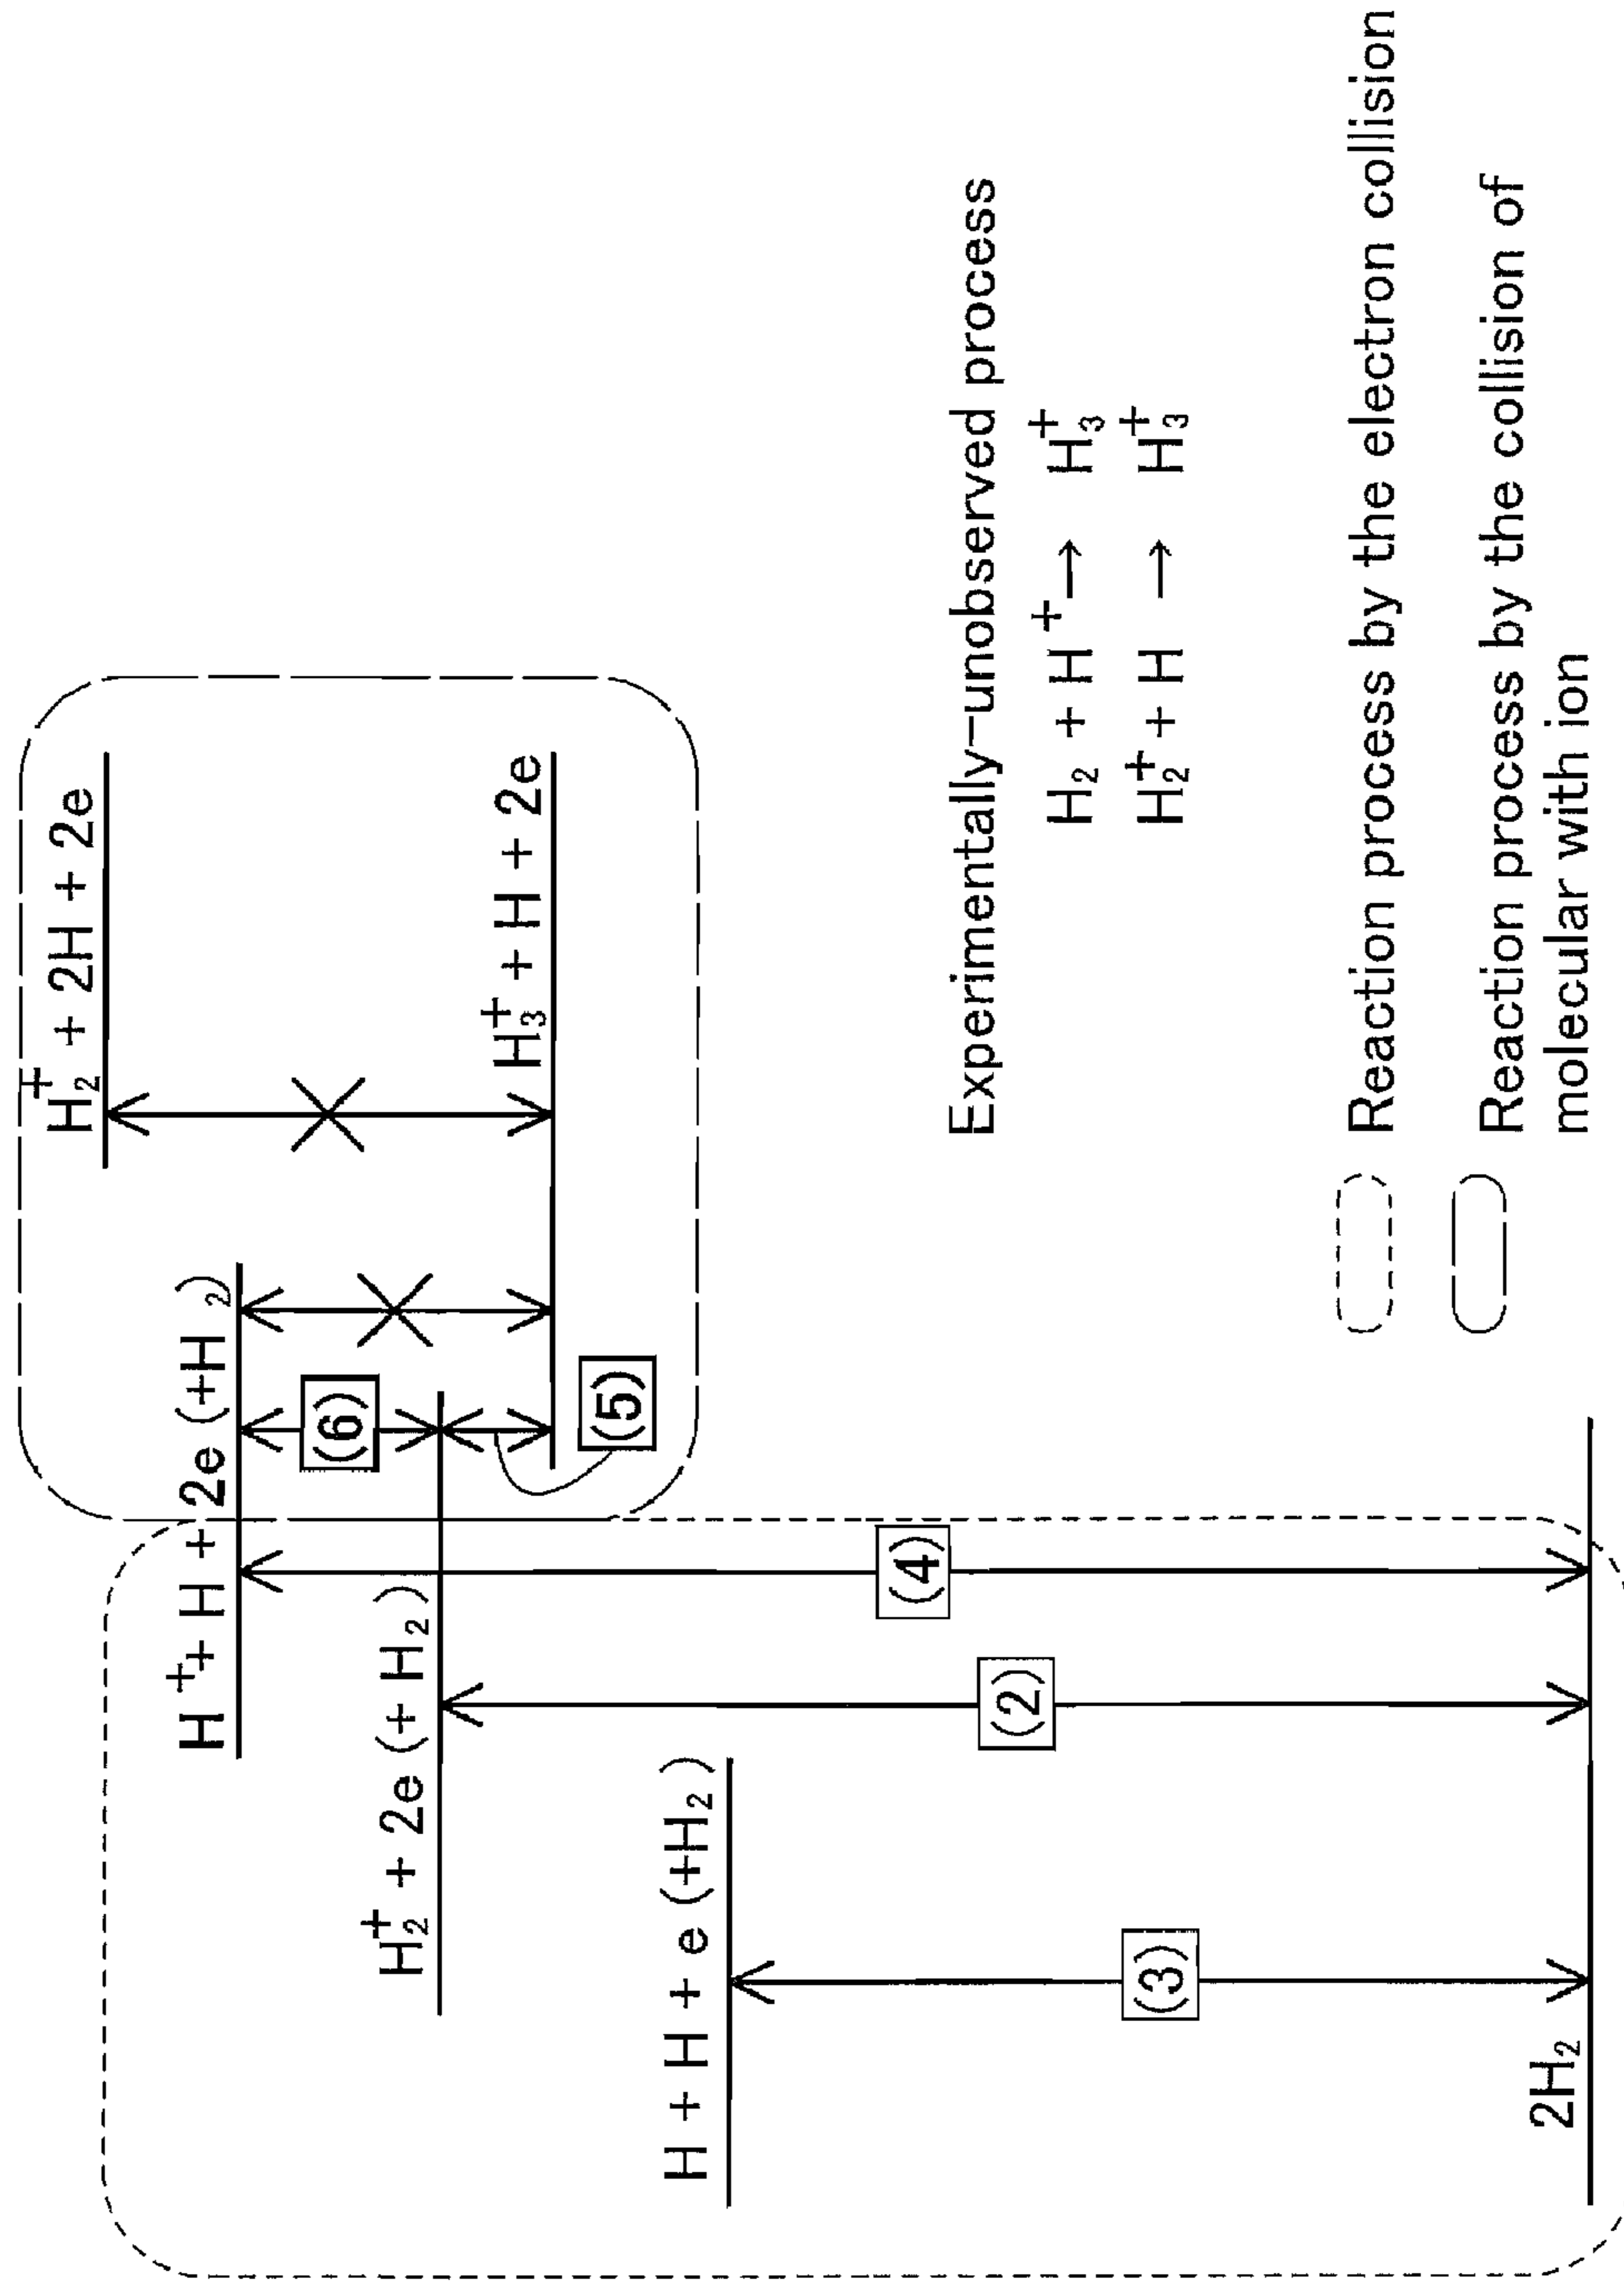 H₂⁺ + 2H + 2e
H⁺ + H + 2e (+H₂)
(6)
H₂⁺ + 2e (+ H₂)
H₃⁺ + H + 2e
(5)
H + H + e (+H₂)
(4)
(2)
(3)
2H₂
Experimentally-unobserved process
H₂ + H⁺ → H₃⁺
H₂⁺ + H → H₃⁺
Reaction process by the electron collision
Reaction process by the collision of
molecular with ion